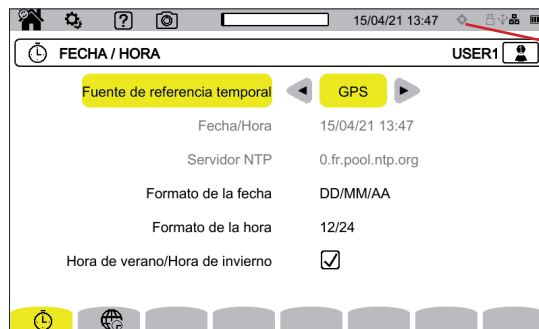 15/04/21 13:47
FECHA / HORA USER1
Fuente de referencia temporal GPS
Fecha/Hora 15/04/21 13:47
Servidor NTP 0.fr.pool.ntp.org
Formato de la fecha DD/MM/AA
Formato de la hora 12/24
Hora de verano/Hora de invierno